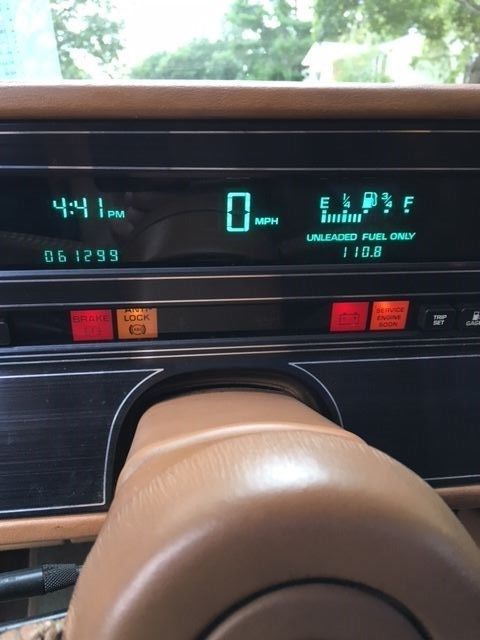 4:41 PM
0 MPH
E 1/4 3/4 F
UNLEADED FUEL ONLY
061299
110.8
BRAKE
ANTI LOCK
(ABS)
SERVICE ENGINE SOON
TRIP SET